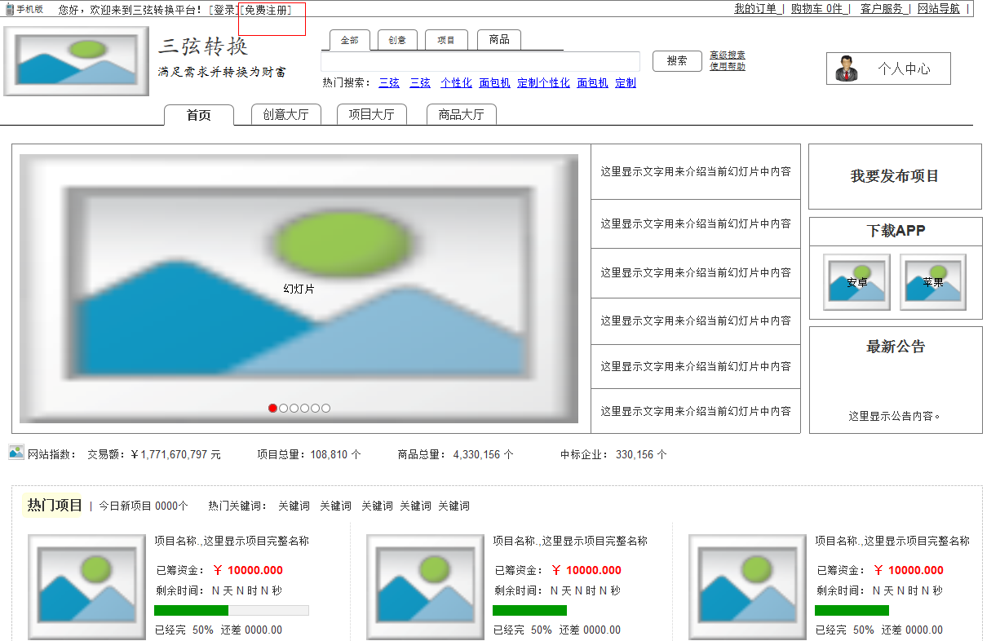 手机版 您好，欢迎来到三弦转换平台！ [登录][免费注册] 我的订单 | 购物车 0件 | 客户服务 | 网站导航 |
三弦转换
满足需求并转换为财富
全部 创意 项目 商品
搜索 高级搜索
使用帮助
热门搜索： 三弦 三弦 个性化 面包机 定制个性化 面包机 定制
个人中心
首页 创意大厅 项目大厅 商品大厅
幻灯片
这里显示文字用来介绍当前幻灯片中内容
这里显示文字用来介绍当前幻灯片中内容
这里显示文字用来介绍当前幻灯片中内容
这里显示文字用来介绍当前幻灯片中内容
这里显示文字用来介绍当前幻灯片中内容
这里显示文字用来介绍当前幻灯片中内容
我要发布项目
下载APP
安卓 苹果
最新公告
这里显示公告内容。
网站指数： 交易额：￥1,771,670,797 元 项目总量：108,810 个 商品总量： 4,330,156 个 中标企业： 330,156 个
热门项目 | 今日新项目 0000个 热门关键词： 关键词 关键词 关键词 关键词 关键词
项目名称.,这里显示项目完整名称 项目名称.,这里显示项目完整名称 项目名称.,这里显示项目完整名称
已筹资金： ￥ 10000.000 已筹资金： ￥ 10000.000 已筹资金： ￥ 10000.000
剩余时间： N 天 N 时 N 秒 剩余时间： N 天 N 时 N 秒 剩余时间： N 天 N 时 N 秒
已经完 50% 还差 0000.00 已经完 50% 还差 0000.00 已经完 50% 还差 0000.00